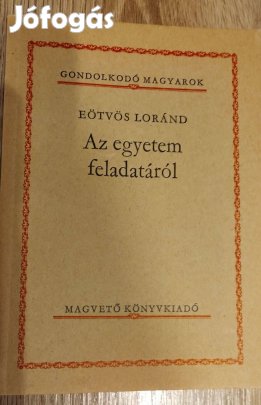 Jófogás
GONDOLKODÓ MAGYAROK
EÖTVÖS LORÁND
Az egyetem
feladatáról
MAGVETŐ KÖNYVKIADÓ